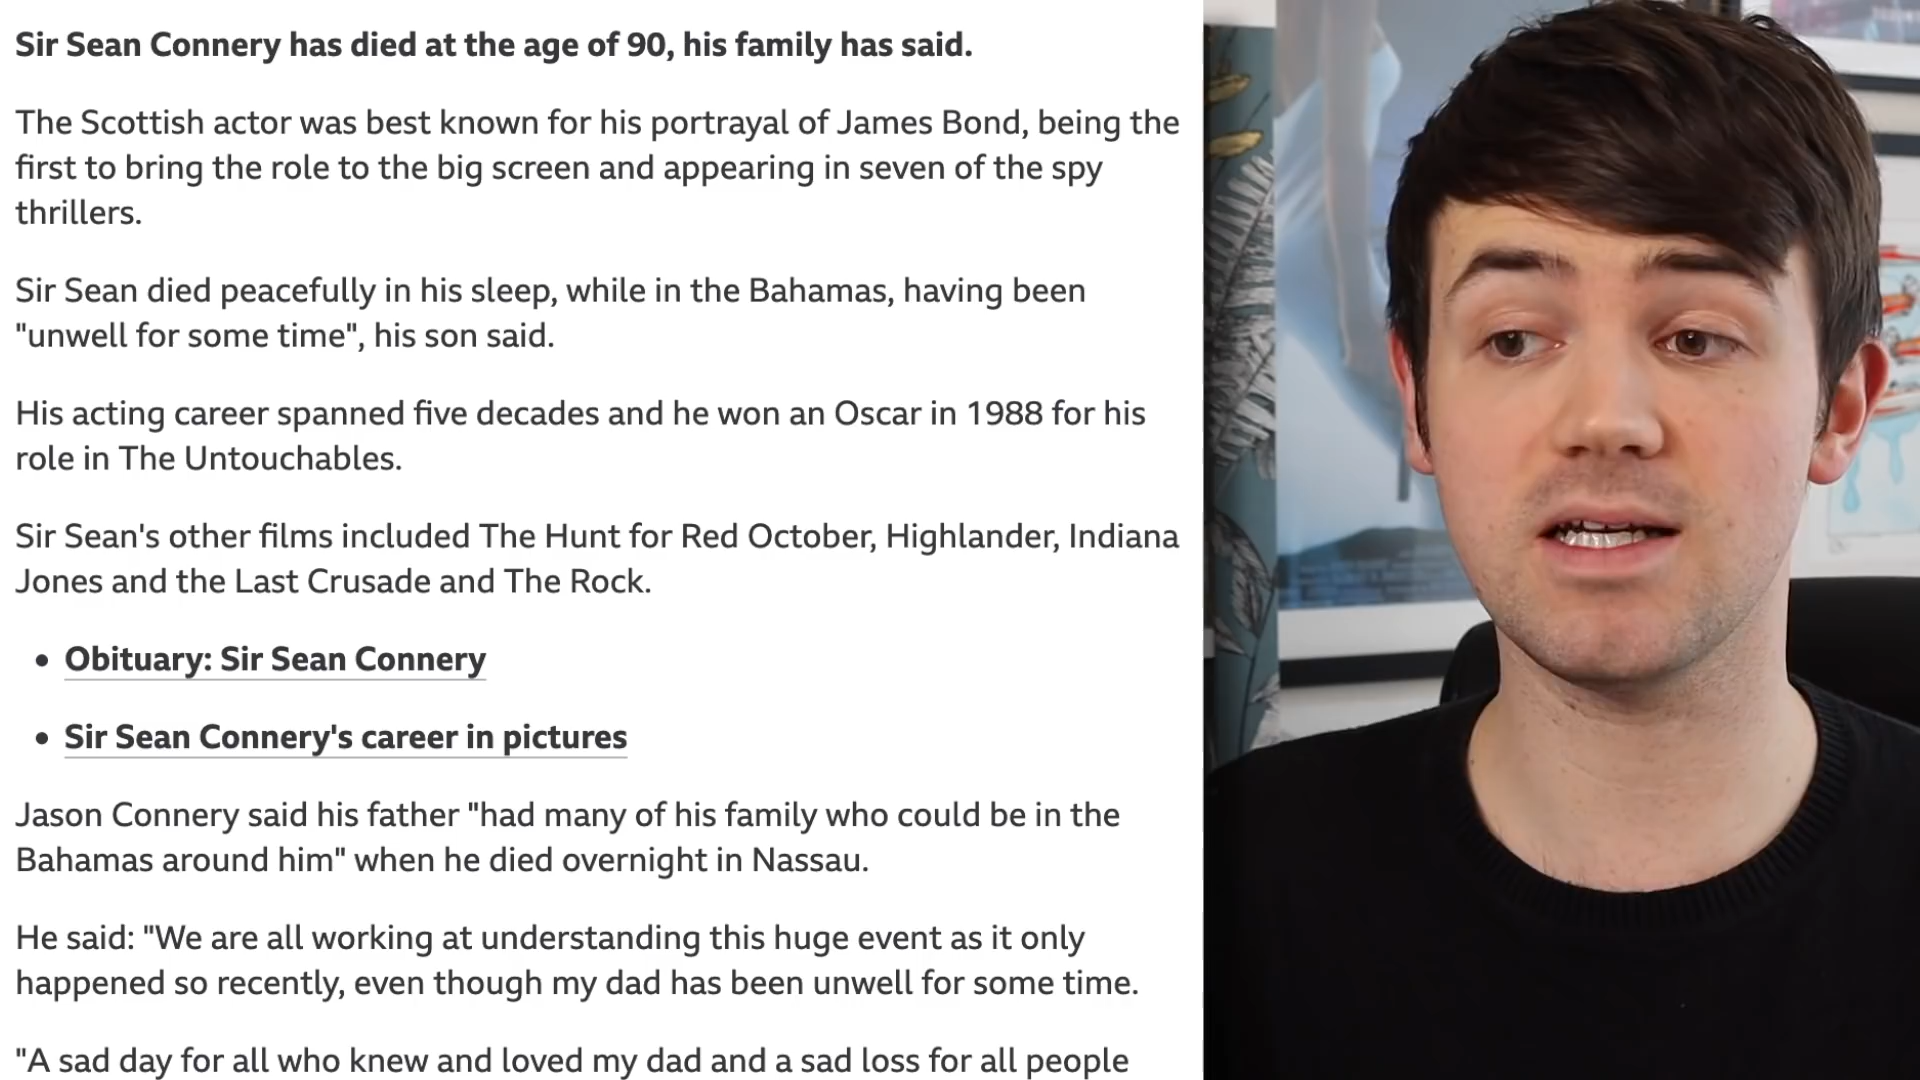 Sir Sean Connery has died at the age of 90, his family has said.
The Scottish actor was best known for his portrayal of James Bond, being the
first to bring the role to the big screen and appearing in seven of the spy
thrillers.
Sir Sean died peacefully in his sleep, while in the Bahamas, having been
"unwell for some time", his son said.
His acting career spanned five decades and he won an Oscar in 1988 for his
role in The Untouchables.
Sir Sean's other films included The Hunt for Red October, Highlander, Indiana
Jones and the Last Crusade and The Rock.
• Obituary: Sir Sean Connery
• Sir Sean Connery's career in pictures
Jason Connery said his father "had many of his family who could be in the
Bahamas around him" when he died overnight in Nassau.
He said: "We are all working at understanding this huge event as it only
happened so recently, even though my dad has been unwell for some time.
"A sad day for all who knew and loved my dad and a sad loss for all people